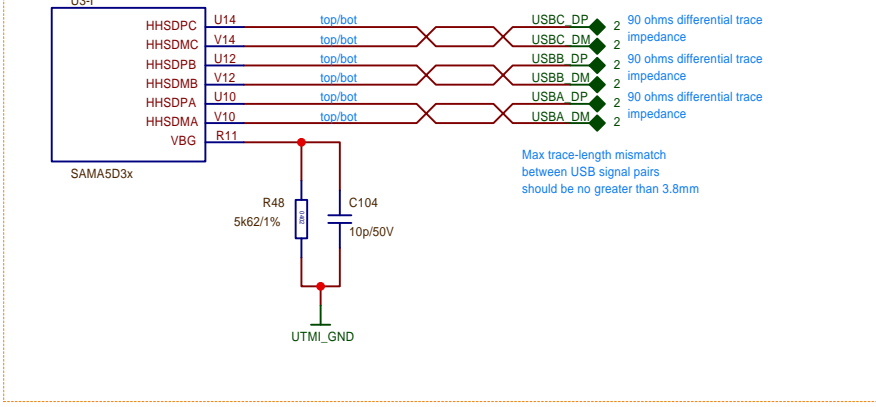 U3-I
HHSDPC U14 top/bot USBC_DP 2 90 ohms differential trace
impedance
HHSDMC V14 top/bot USBC_DM 2
HHSDPB U12 top/bot USBB_DP 2 90 ohms differential trace
impedance
HHSDMB V12 top/bot USBB_DM 2
HHSDPA U10 top/bot USBA_DP 2 90 ohms differential trace
impedance
HHSDMA V10 top/bot USBA_DM 2
VBG R11
SAMA5D3x
Max trace-length mismatch
between USB signal pairs
should be no greater than 3.8mm
R48
5k62/1%
0402
C104
10p/50V
UTMI_GND